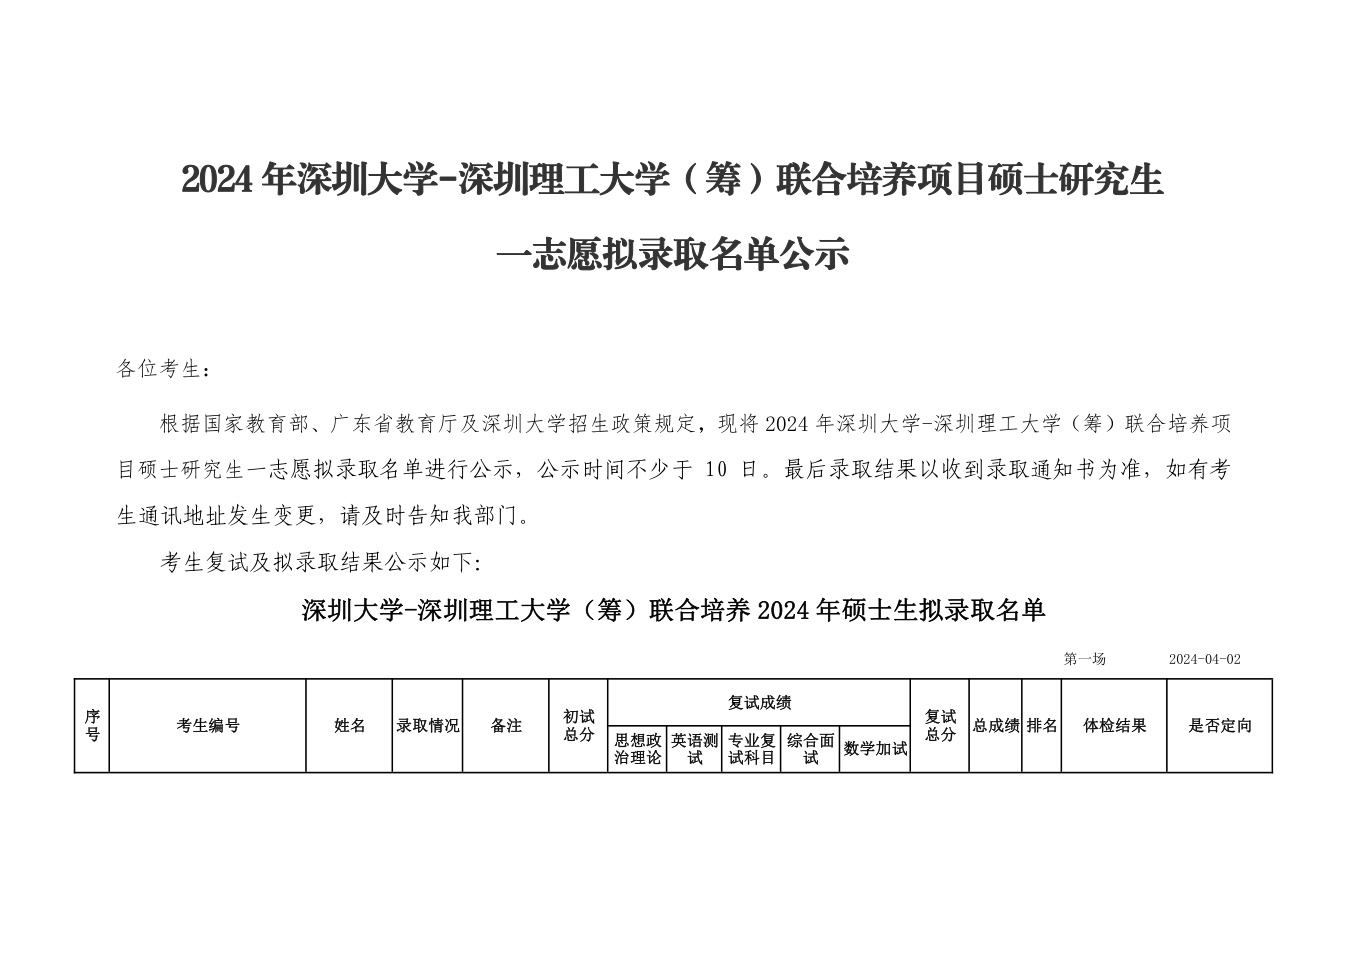 2024 年深圳大学-深圳理工大学（筹）联合培养项目硕士研究生
一志愿拟录取名单公示
各位考生：
根据国家教育部、广东省教育厅及深圳大学招生政策规定，现将 2024 年深圳大学-深圳理工大学（筹）联合培养项
目硕士研究生一志愿拟录取名单进行公示，公示时间不少于 10 日。最后录取结果以收到录取通知书为准，如有考
生通讯地址发生变更，请及时告知我部门。
考生复试及拟录取结果公示如下：
深圳大学-深圳理工大学（筹）联合培养 2024 年硕士生拟录取名单
第一场 2024-04-02
序
号
考生编号
姓名
录取情况
备注
初试
总分
复试成绩
思想政
治理论
英语测
试
专业复
试科目
综合面
试
数学加试
复试
总分
总成绩
排名
体检结果
是否定向